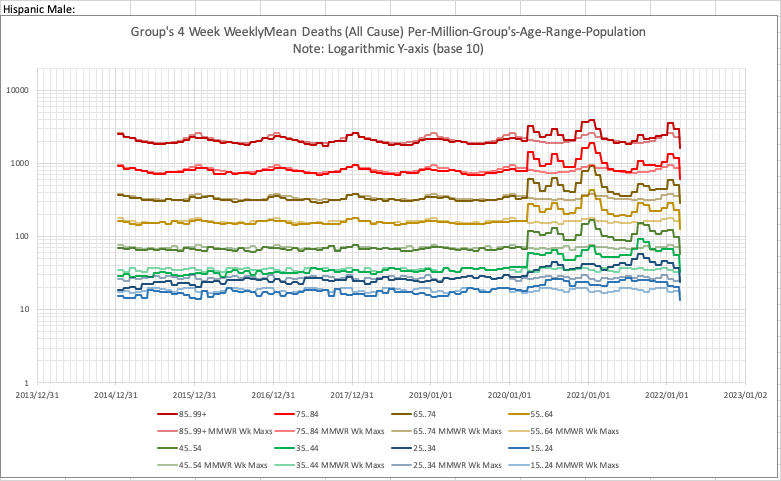 Hispanic Male:
Group's 4 Week WeeklyMean Deaths (All Cause) Per-Million-Group's-Age-Range-Population
Note: Logarithmic Y-axis (base 10)
10000
1000
100
10
1
2013/12/31 2014/12/31 2015/12/31 2016/12/31 2017/12/31 2019/01/01 2020/01/01 2021/01/01 2022/01/01 2023/01/02
85..99+ 75..84 65..74 55..64
85..99+ MMWR Wk Maxs 75..84 MMWR Wk Maxs 65..74 MMWR Wk Maxs 55..64 MMWR Wk Maxs
45..54 35..44 25..34 15..24
45..54 MMWR Wk Maxs 35..44 MMWR Wk Maxs 25..34 MMWR Wk Maxs 15..24 MMWR Wk Maxs